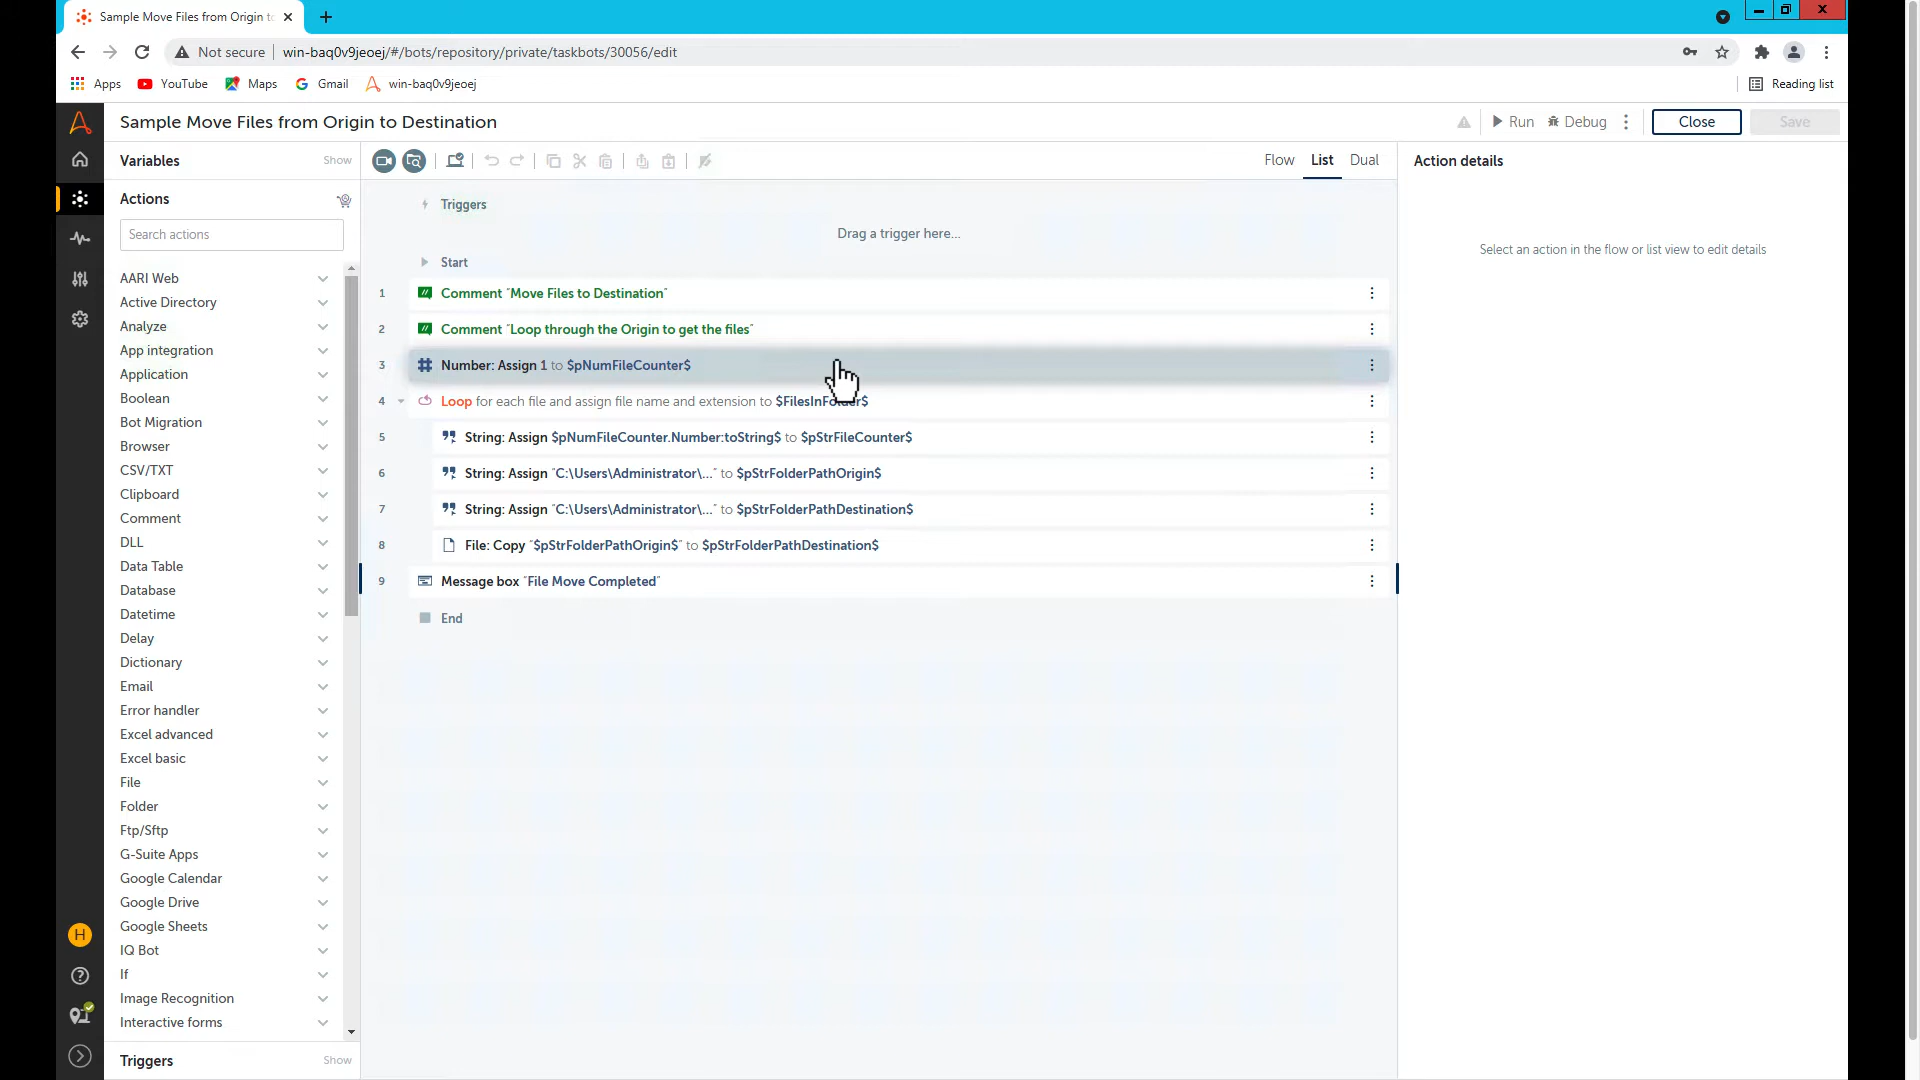 Sample Move Files from Origin to
Not secure
win-baq0v9jeoej/#/bots/repository/private/taskbots/30056/edit
Apps
YouTube
Maps
Gmail
win-baq0v9jeoej
Reading list
Sample Move Files from Origin to Destination
Run
Debug
Close
Save
Variables
Show
Flow
List
Dual
Action details
Actions
Search actions
AARI Web
Active Directory
Analyze
App integration
Application
Boolean
Bot Migration
Browser
CSV/TXT
Clipboard
Comment
DLL
Data Table
Database
Datetime
Delay
Dictionary
Email
Error handler
Excel advanced
Excel basic
File
Folder
Ftp/Sftp
G-Suite Apps
Google Calendar
Google Drive
Google Sheets
IQ Bot
If
Image Recognition
Interactive forms
Triggers
Show
H
Triggers
Drag a trigger here...
Start
1 Comment "Move Files to Destination"
2 Comment "Loop through the Origin to get the files"
3 Number: Assign 1 to $pNumFileCounter$
4 Loop for each file and assign file name and extension to $FilesInFolder$
5 String: Assign $pNumFileCounter.Number:toString$ to $pStrFileCounter$
6 String: Assign "C:\Users\Administrator\..." to $pStrFolderPathOrigin$
7 String: Assign "C:\Users\Administrator\..." to $pStrFolderPathDestination$
8 File: Copy "$pStrFolderPathOrigin$" to $pStrFolderPathDestination$
9 Message box "File Move Completed"
End
Select an action in the flow or list view to edit details